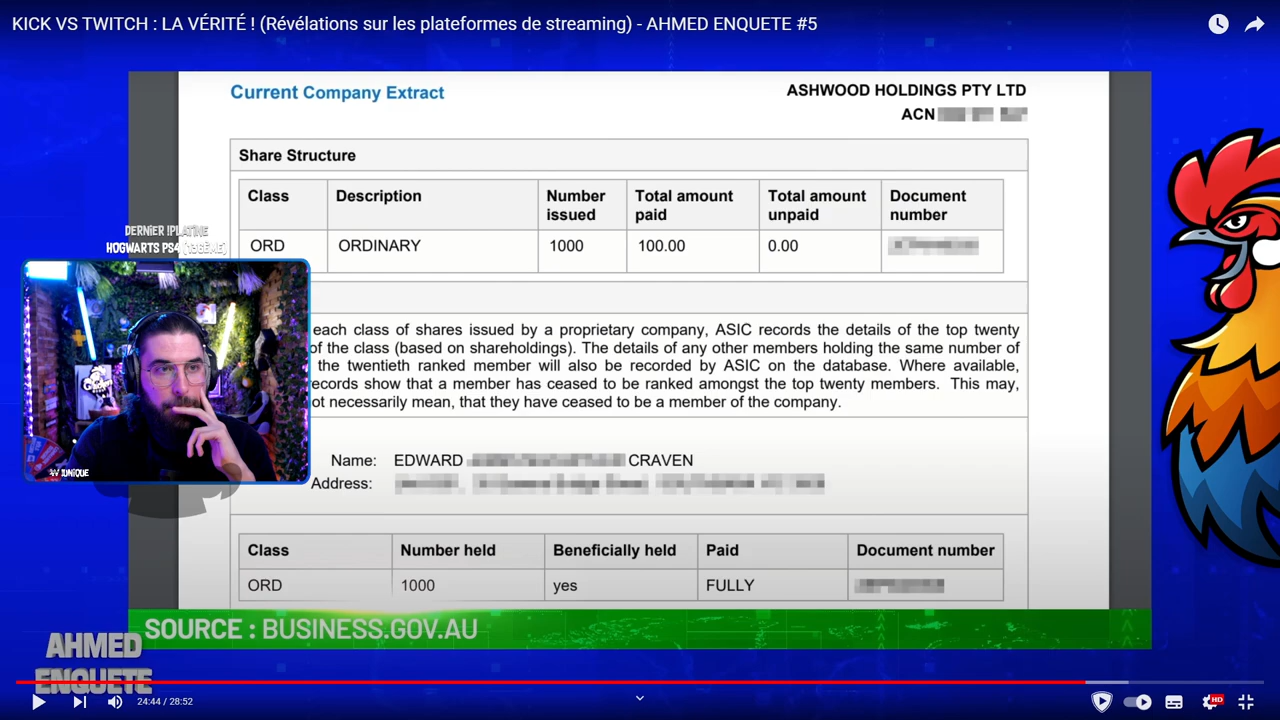 KICK VS TWITCH : LA VÉRITÉ ! (Révélations sur les plateformes de streaming) - AHMED ENQUETE #5
Current Company Extract
ASHWOOD HOLDINGS PTY LTD
ACN
Share Structure
Class Description Number issued Total amount paid Total amount unpaid Document number
ORD ORDINARY 1000 100.00 0.00
DERNIER !PLATINE
HOGWARTS PS4
each class of shares issued by a proprietary company, ASIC records the details of the top twenty
of the class (based on shareholdings). The details of any other members holding the same number of
the twentieth ranked member will also be recorded by ASIC on the database. Where available,
records show that a member has ceased to be ranked amongst the top twenty members. This may,
not necessarily mean, that they have ceased to be a member of the company.
Name: EDWARD CRAVEN
Address:
Class Number held Beneficially held Paid Document number
ORD 1000 yes FULLY
SOURCE : BUSINESS.GOV.AU
AHMED
ENQUETE
24:44 / 28:52
HD